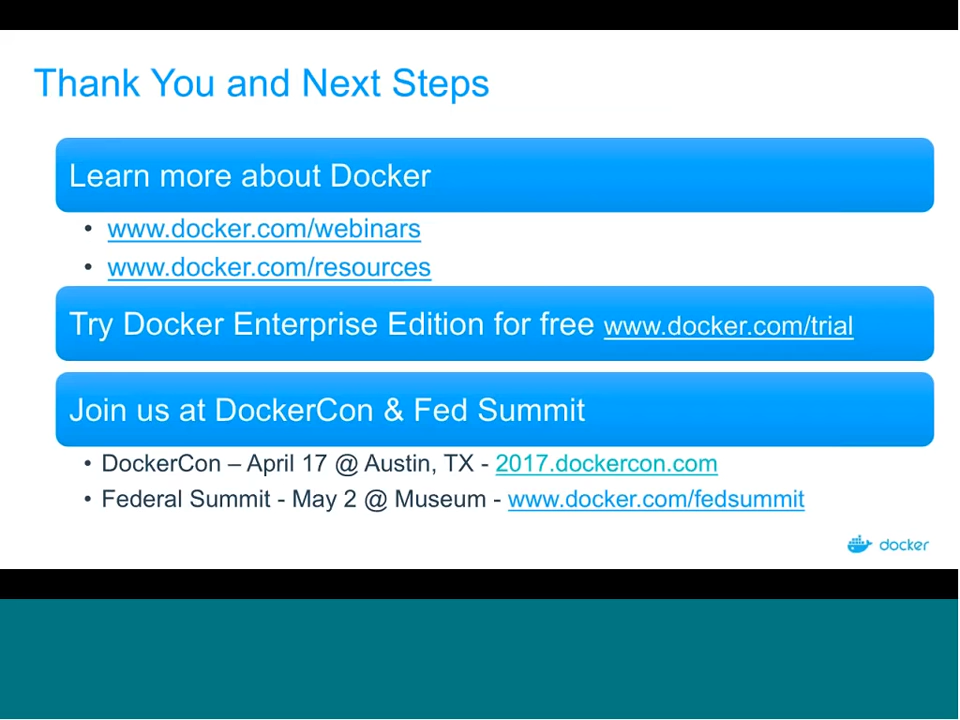 Thank You and Next Steps
Learn more about Docker
• www.docker.com/webinars
• www.docker.com/resources
Try Docker Enterprise Edition for free www.docker.com/trial
Join us at DockerCon & Fed Summit
• DockerCon – April 17 @ Austin, TX - 2017.dockercon.com
• Federal Summit - May 2 @ Museum - www.docker.com/fedsummit
docker